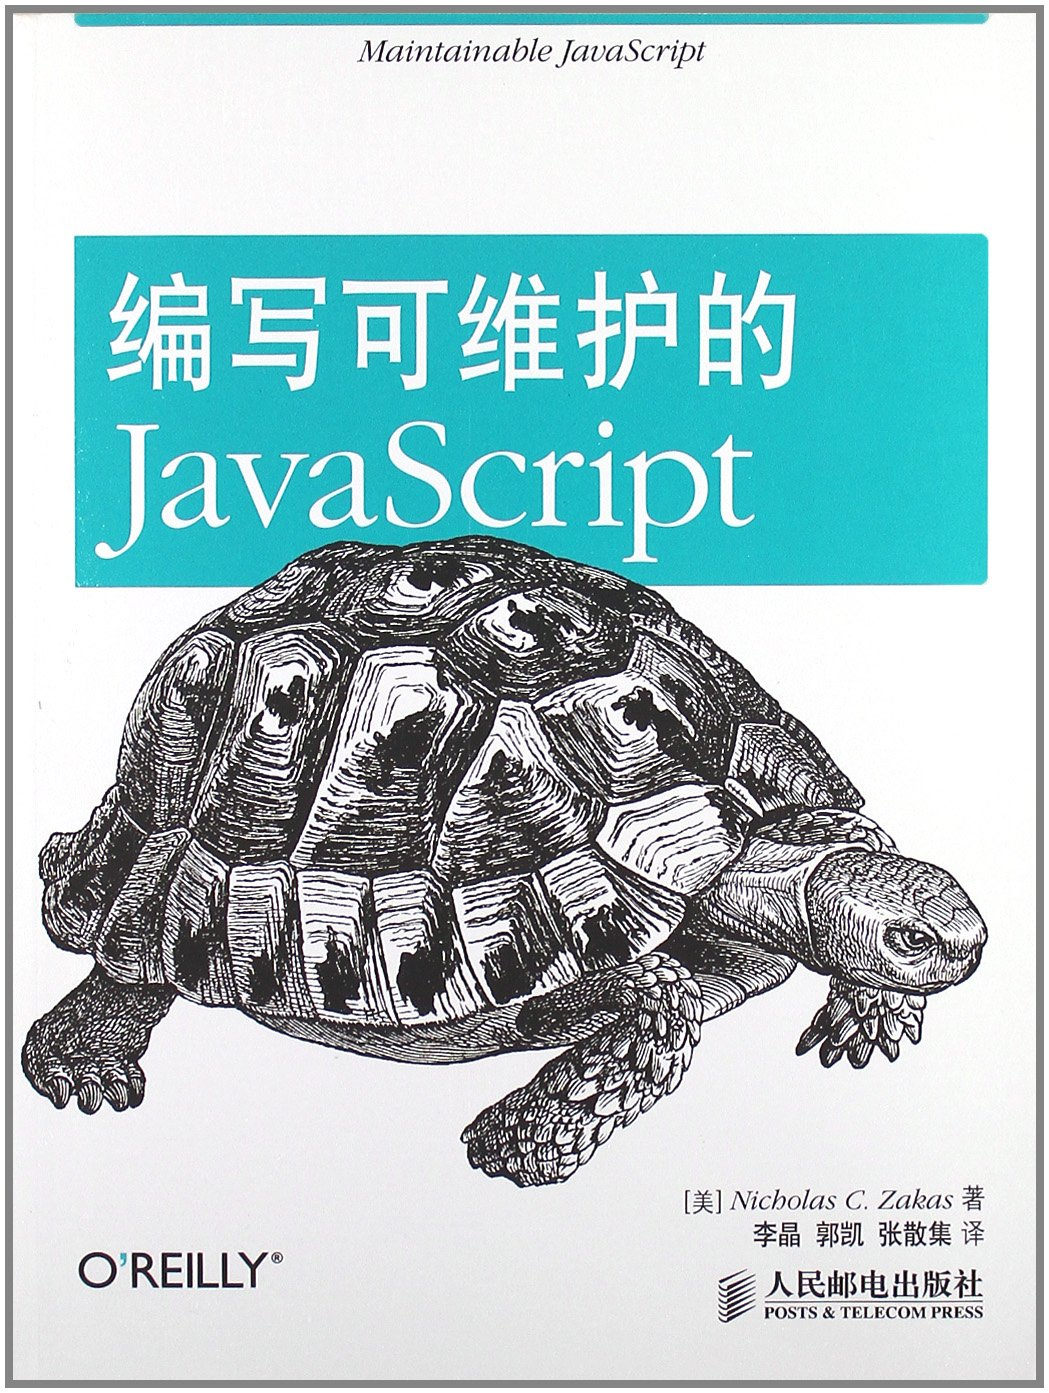 Maintainable JavaScript
编写可维护的
JavaScript
[美] Nicholas C. Zakas 著
李晶 郭凯 张散集 译
O'REILLY®
人民邮电出版社
POSTS & TELECOM PRESS